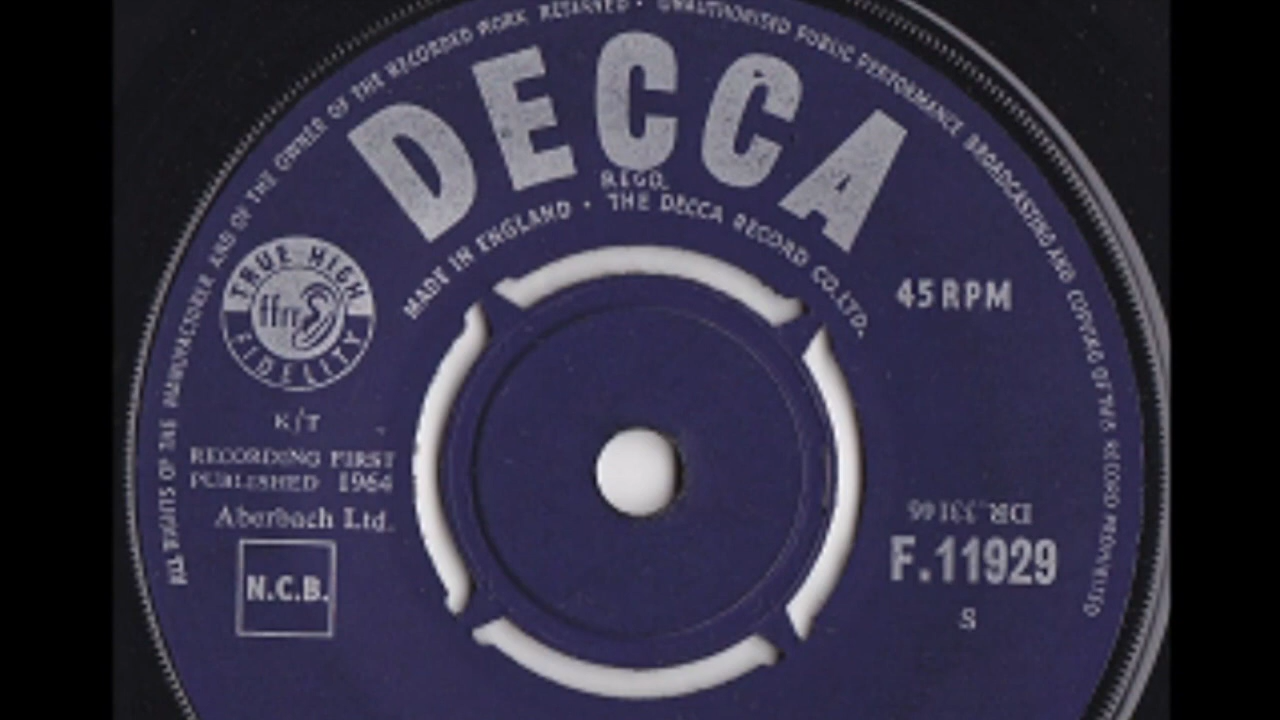 ALL RIGHTS OF THE MANUFACTURER AND OF THE OWNER OF THE RECORDED WORK RESERVED · UNAUTHORISED PUBLIC PERFORMANCE BROADCASTING AND COPYING OF THIS RECORD PROHIBITED
DECCA
REGD.
MADE IN ENGLAND · THE DECCA RECORD CO. LTD.
TRUE HIGH
ffrr
FIDELITY
45 RPM
K/T
RECORDING FIRST
PUBLISHED 1964
Aberbach Ltd.
N.C.B.
DR.33166
F.11929
S